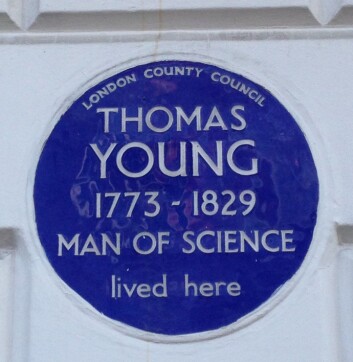 LONDON COUNTY COUNCIL
THOMAS
YOUNG
1773 - 1829
MAN OF SCIENCE
lived here